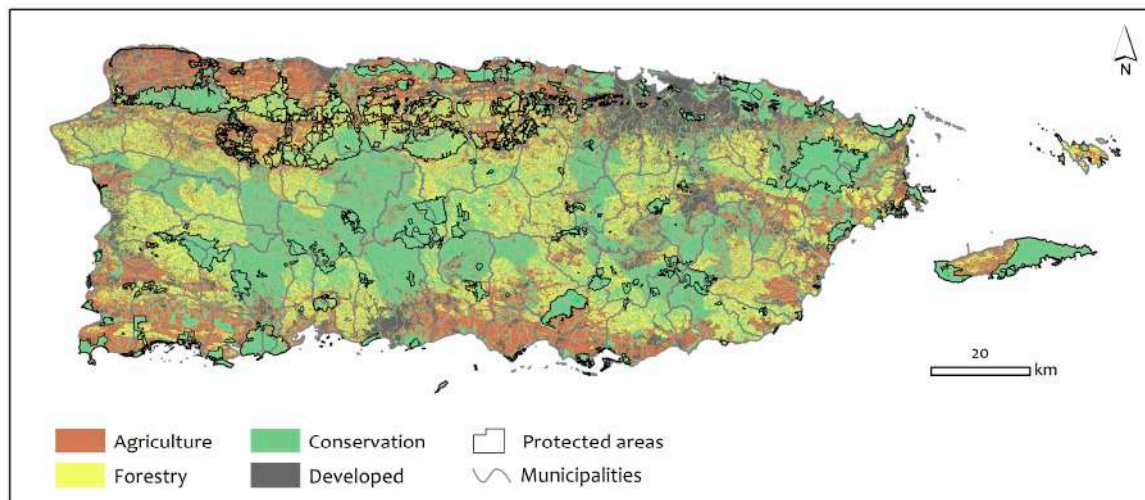 N
20
km
Agriculture
Conservation
Protected areas
Forestry
Developed
Municipalities